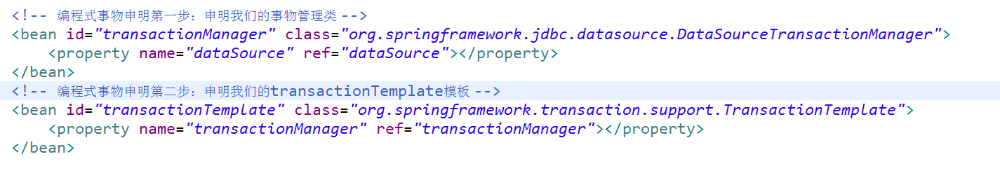 <!-- 编程式事物申明第一步：申明我们的事物管理类 -->
<bean id="transactionManager" class="org.springframework.jdbc.datasource.DataSourceTransactionManager">
    <property name="dataSource" ref="dataSource"></property>
</bean>
<!-- 编程式事物申明第二步：申明我们的transactionTemplate模板 -->
<bean id="transactionTemplate" class="org.springframework.transaction.support.TransactionTemplate">
    <property name="transactionManager" ref="transactionManager"></property>
</bean>